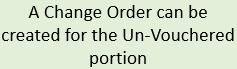 A Change Order can be
created for the Un-Vouchered
portion